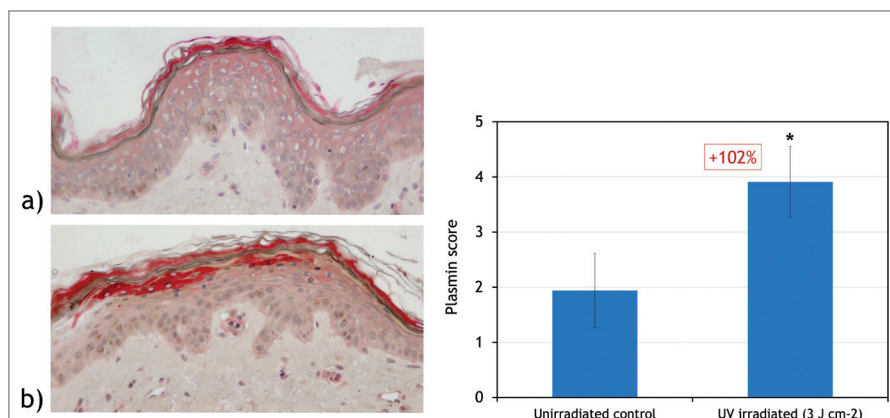 a)
b)
5
4
3
2
1
0
Plasmin score
+102%
*
Unirradiated control
UV irradiated (3 J cm-2)